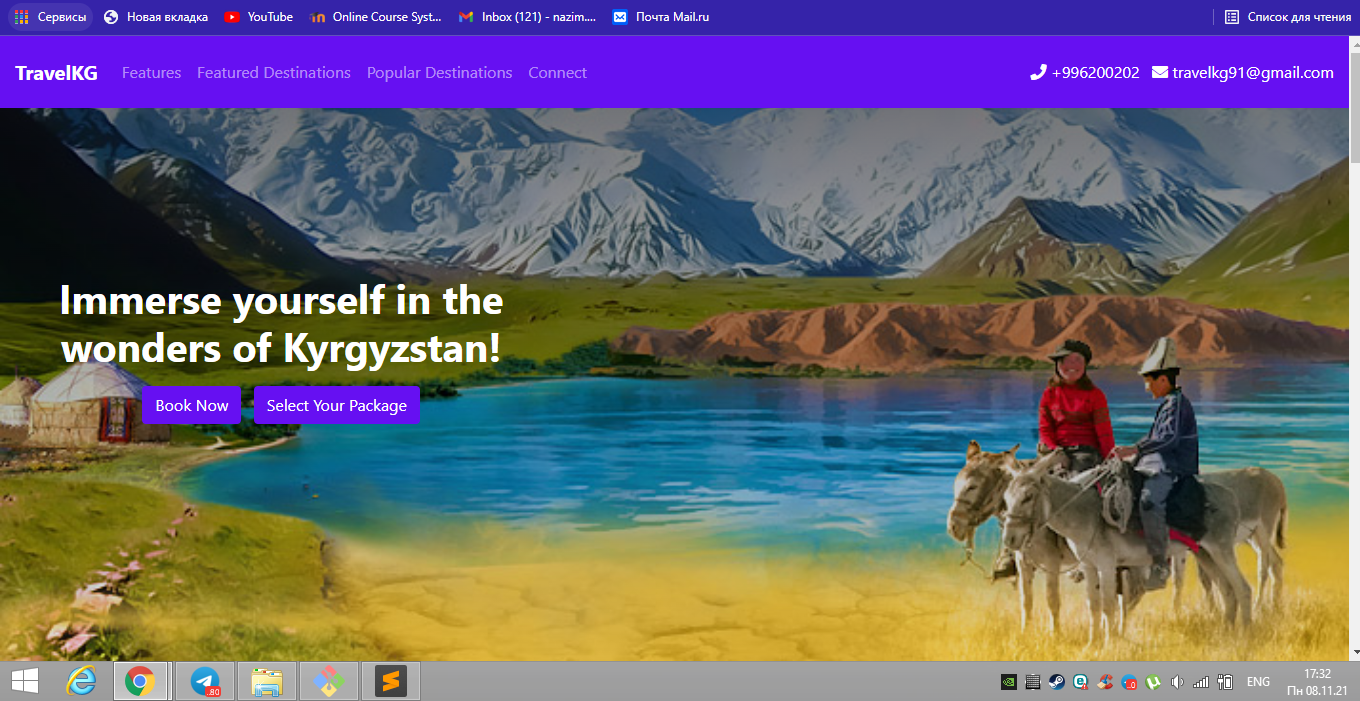 Сервисы Новая вкладка YouTube Online Course Syst... Inbox (121) - nazim.... Почта Mail.ru Список для чтения
TravelKG Features Featured Destinations Popular Destinations Connect +996200202 travelkg91@gmail.com
Immerse yourself in the
wonders of Kyrgyzstan!
Book Now Select Your Package
80
ENG
17:32
Пн 08.11.21